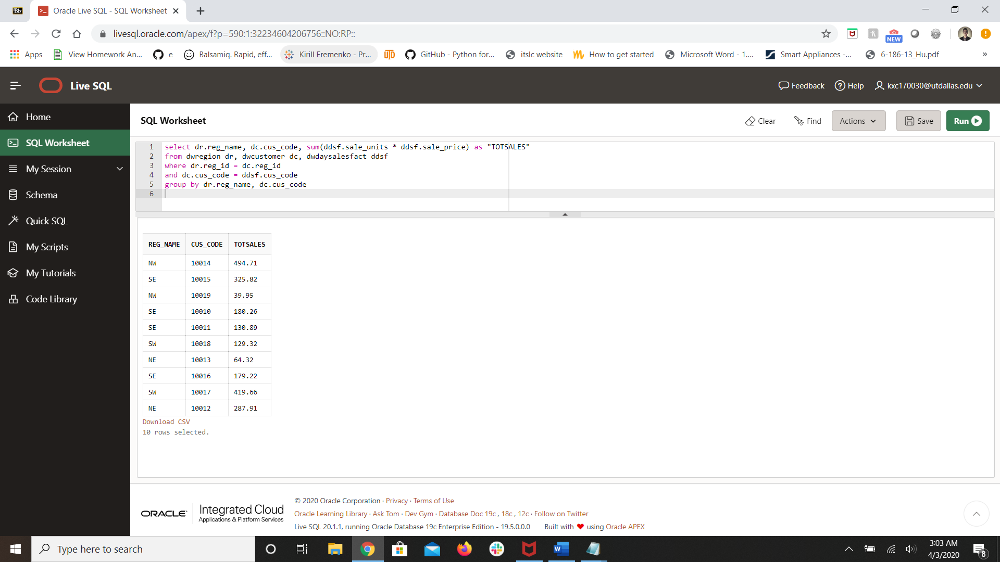 Bb
Oracle Live SQL - SQL Worksheet
livesql.oracle.com/apex/f?p=590:1:32234604206756::NO:RP::
NEW
Apps
View Homework An...
e
Balsamiq. Rapid, eff...
Kirill Eremenko - Pr...
UTD
GitHub - Python for...
itslc website
How to get started
Microsoft Word - 1....
Smart Appliances -...
6-186-13_Hu.pdf
»
Live SQL
Feedback
Help
kxc170030@utdallas.edu
Home
SQL Worksheet
My Session
Schema
Quick SQL
My Scripts
My Tutorials
Code Library
SQL Worksheet
Clear
Find
Actions
Save
Run
1 select dr.reg_name, dc.cus_code, sum(ddsf.sale_units * ddsf.sale_price) as "TOTSALES"
2 from dwregion dr, dwcustomer dc, dwdaysalesfact ddsf
3 where dr.reg_id = dc.reg_id
4 and dc.cus_code = ddsf.cus_code
5 group by dr.reg_name, dc.cus_code
6
REG_NAME CUS_CODE TOTSALES
NW 10014 494.71
SE 10015 325.82
NW 10019 39.95
SE 10010 180.26
SE 10011 130.89
SW 10018 129.32
NE 10013 64.32
SE 10016 179.22
SW 10017 419.66
NE 10012 287.91
Download CSV
10 rows selected.
ORACLE Integrated Cloud
Applications & Platform Services
© 2020 Oracle Corporation · Privacy · Terms of Use
Oracle Learning Library · Ask Tom · Dev Gym · Database Doc 19c, 18c, 12c · Follow on Twitter
Live SQL 20.1.1, running Oracle Database 19c Enterprise Edition - 19.5.0.0.0 Built with ♥ using Oracle APEX
Type here to search
3:03 AM
4/3/2020
8